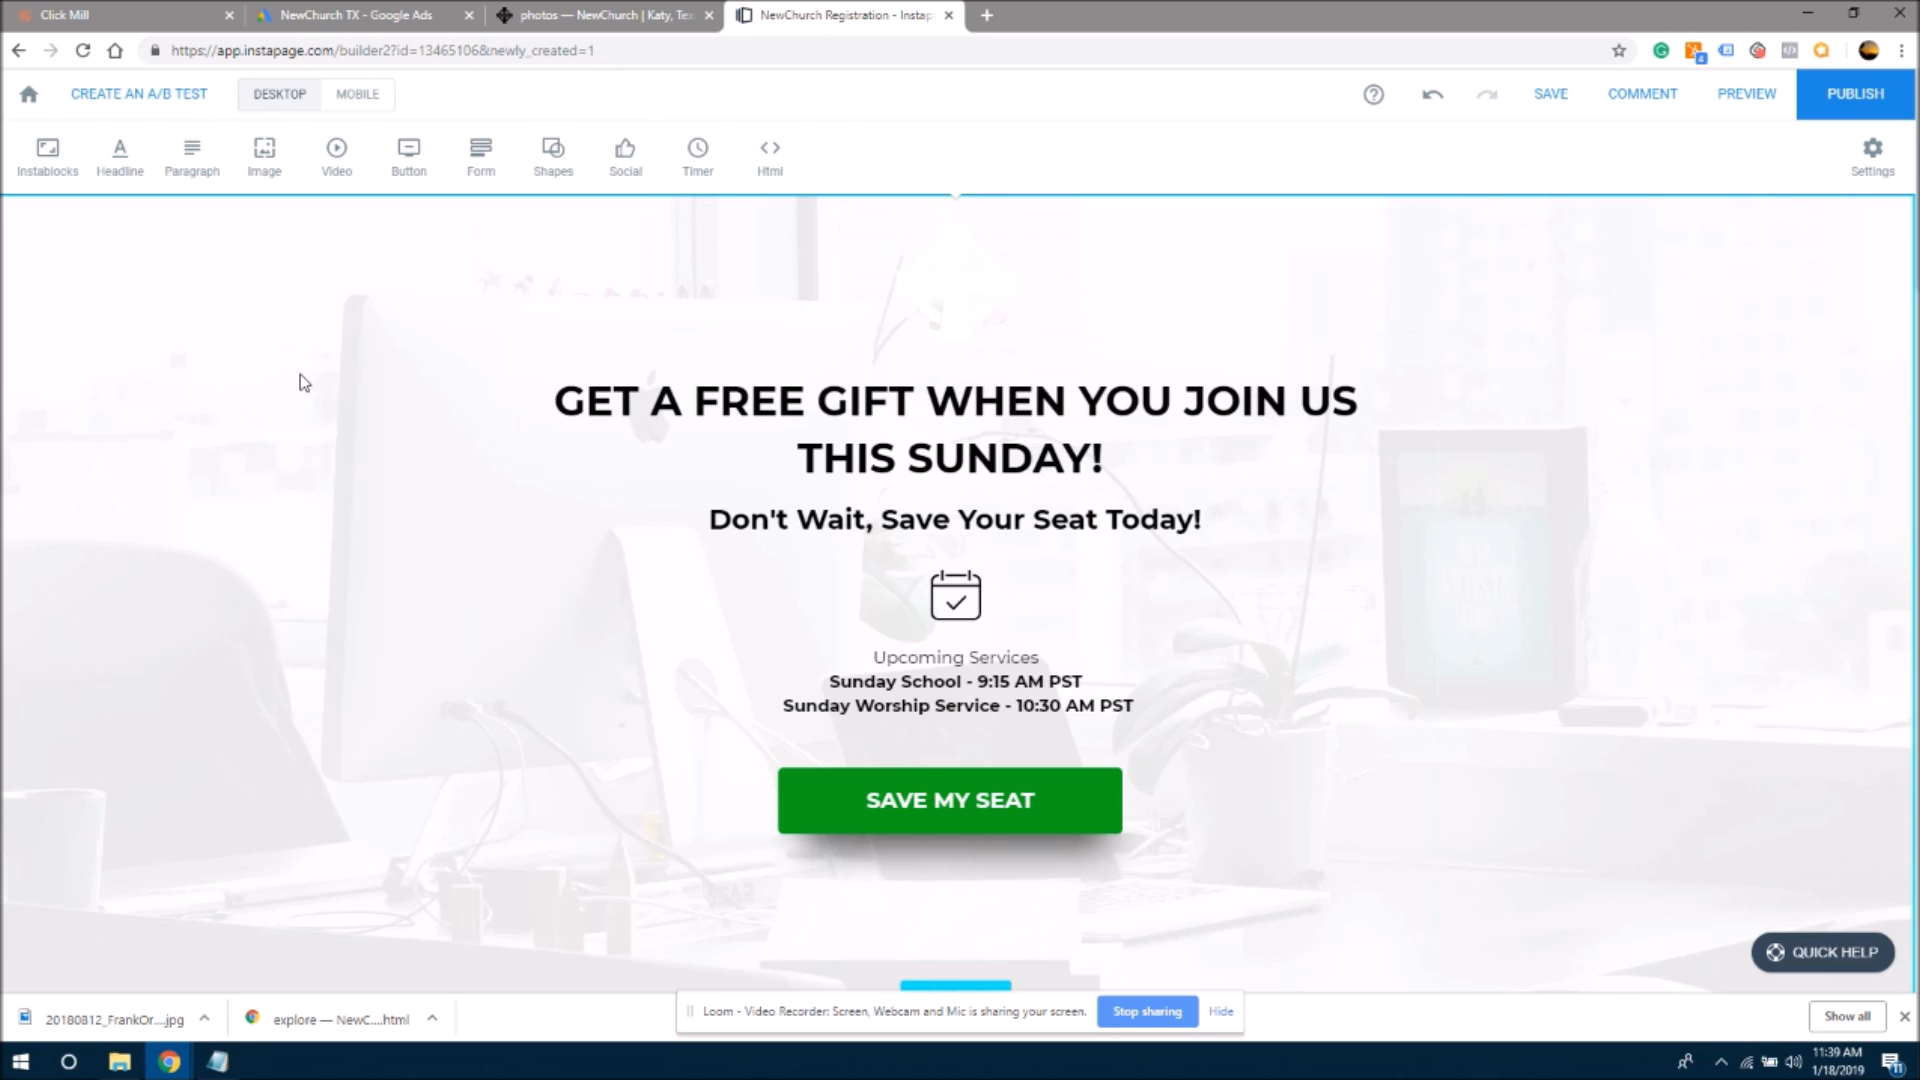 Click Mill
NewChurch TX - Google Ads
photos — NewChurch | Katy, Tex
NewChurch Registration - Instap
https://app.instapage.com/builder2?id=13465106&newly_created=1
CREATE AN A/B TEST
DESKTOP
MOBILE
SAVE
COMMENT
PREVIEW
PUBLISH
Instablocks
Headline
Paragraph
Image
Video
Button
Form
Shapes
Social
Timer
Html
Settings
GET A FREE GIFT WHEN YOU JOIN US
THIS SUNDAY!
Don't Wait, Save Your Seat Today!
Upcoming Services
Sunday School - 9:15 AM PST
Sunday Worship Service - 10:30 AM PST
SAVE MY SEAT
QUICK HELP
20180812_FrankOr....jpg
explore — NewC....html
Loom - Video Recorder: Screen, Webcam and Mic is sharing your screen.
Stop sharing
Hide
Show all
11:39 AM
1/18/2019